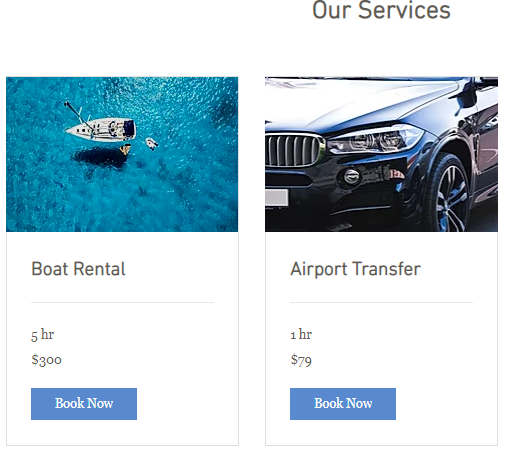 Our Services
Boat Rental
5 hr
$300
Book Now
Airport Transfer
1 hr
$79
Book Now